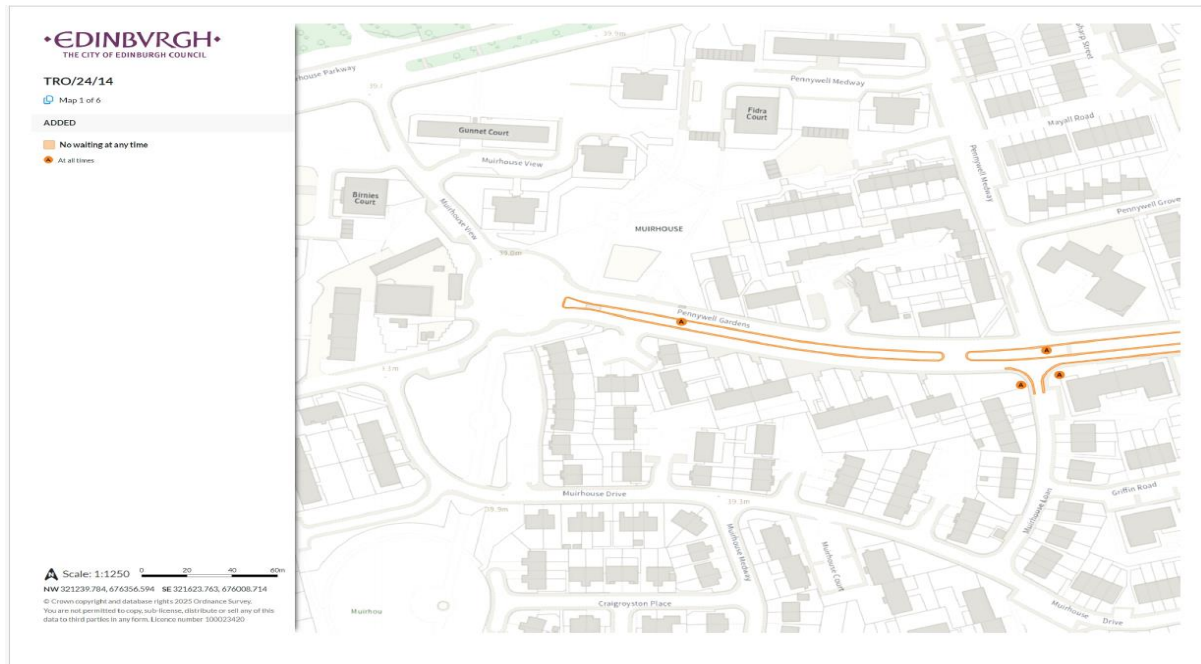 EDINBVRGH
THE CITY OF EDINBURGH COUNCIL
TRO/24/14
Map 1 of 6
ADDED
No waiting at any time
A At all times
Scale: 1:1250 0 20 40 60m
NW 321239.784, 676356.594 SE 321623.763, 676008.714
© Crown copyright and database rights 2025 Ordnance Survey.
You are not permitted to copy, sub-license, distribute or sell any of this
data to third parties in any form. Licence number 100023420
39.9m
rhouse Parkway
Pennywell Medway
Fidra
Court
Mayall Road
Gunnet Court
Muirhouse View
Pennywell Medway
Birnies
Court
Muirhouse View
Pennywell Grove
MUIRHOUSE
Pennywell Gardens
A
A
A
A
Muirhouse Drive
Griffin Road
Muirhouse Loan
Muirhouse Medway
Muirhouse Court
Craigroyston Place
Muirhou
Muirhouse Drive